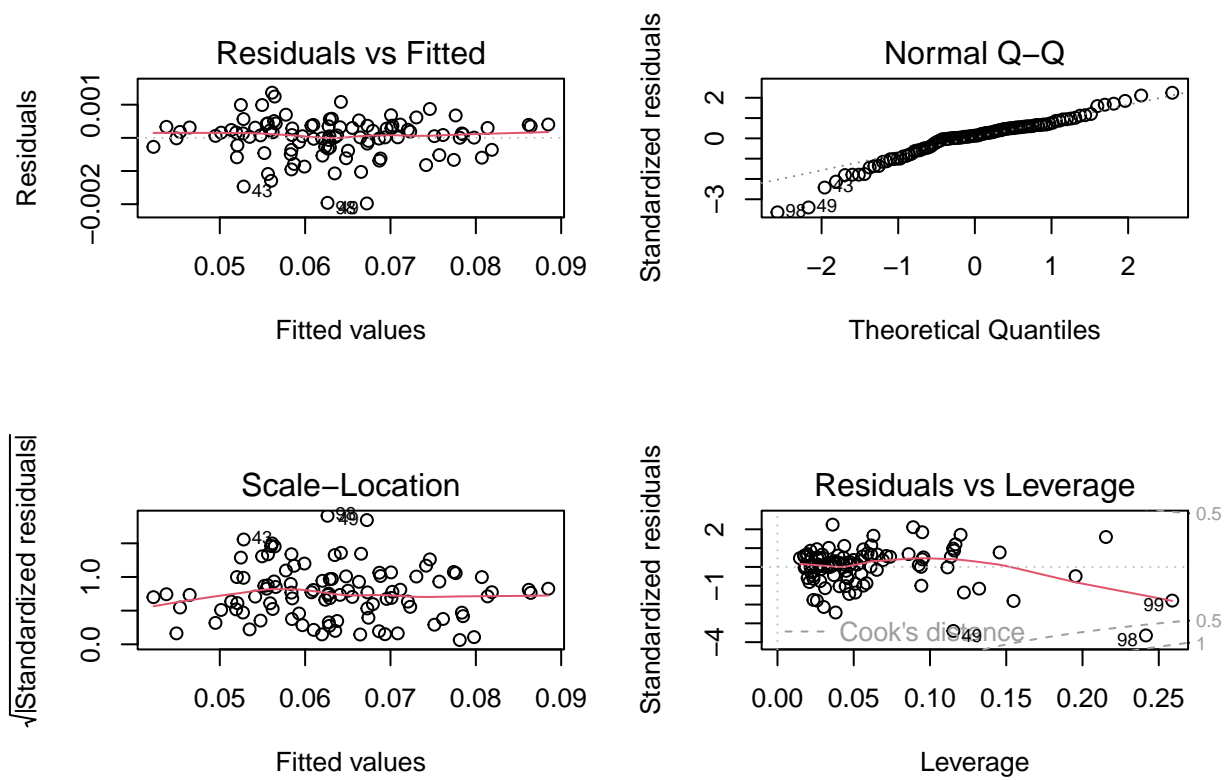 Residuals vs Fitted
Residuals
0.001
−0.002
43
98
49
0.05 0.06 0.07 0.08 0.09
Fitted values
Normal Q−Q
Standardized residuals
2
0
−3
43
98
49
−2 −1 0 1 2
Theoretical Quantiles
Scale−Location
√|Standardized residuals|
1.0
0.0
43
98
49
0.05 0.06 0.07 0.08 0.09
Fitted values
Residuals vs Leverage
Standardized residuals
2
−1
−4
0.5
99
0.5
Cook's distance
49
98
1
0.00 0.05 0.10 0.15 0.20 0.25
Leverage